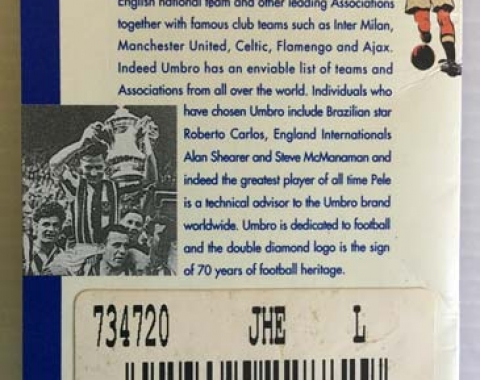 English national team and other leading Associations
together with famous club teams such as Inter Milan,
Manchester United, Celtic, Flamengo and Ajax.
Indeed Umbro has an enviable list of teams and
Associations from all over the world. Individuals who
have chosen Umbro include Brazilian star
Roberto Carlos, England Internationals
Alan Shearer and Steve McManaman and
indeed the greatest player of all time Pele
is a technical advisor to the Umbro brand
worldwide. Umbro is dedicated to football
and the double diamond logo is the sign
of 70 years of football heritage.
734720 JHE L